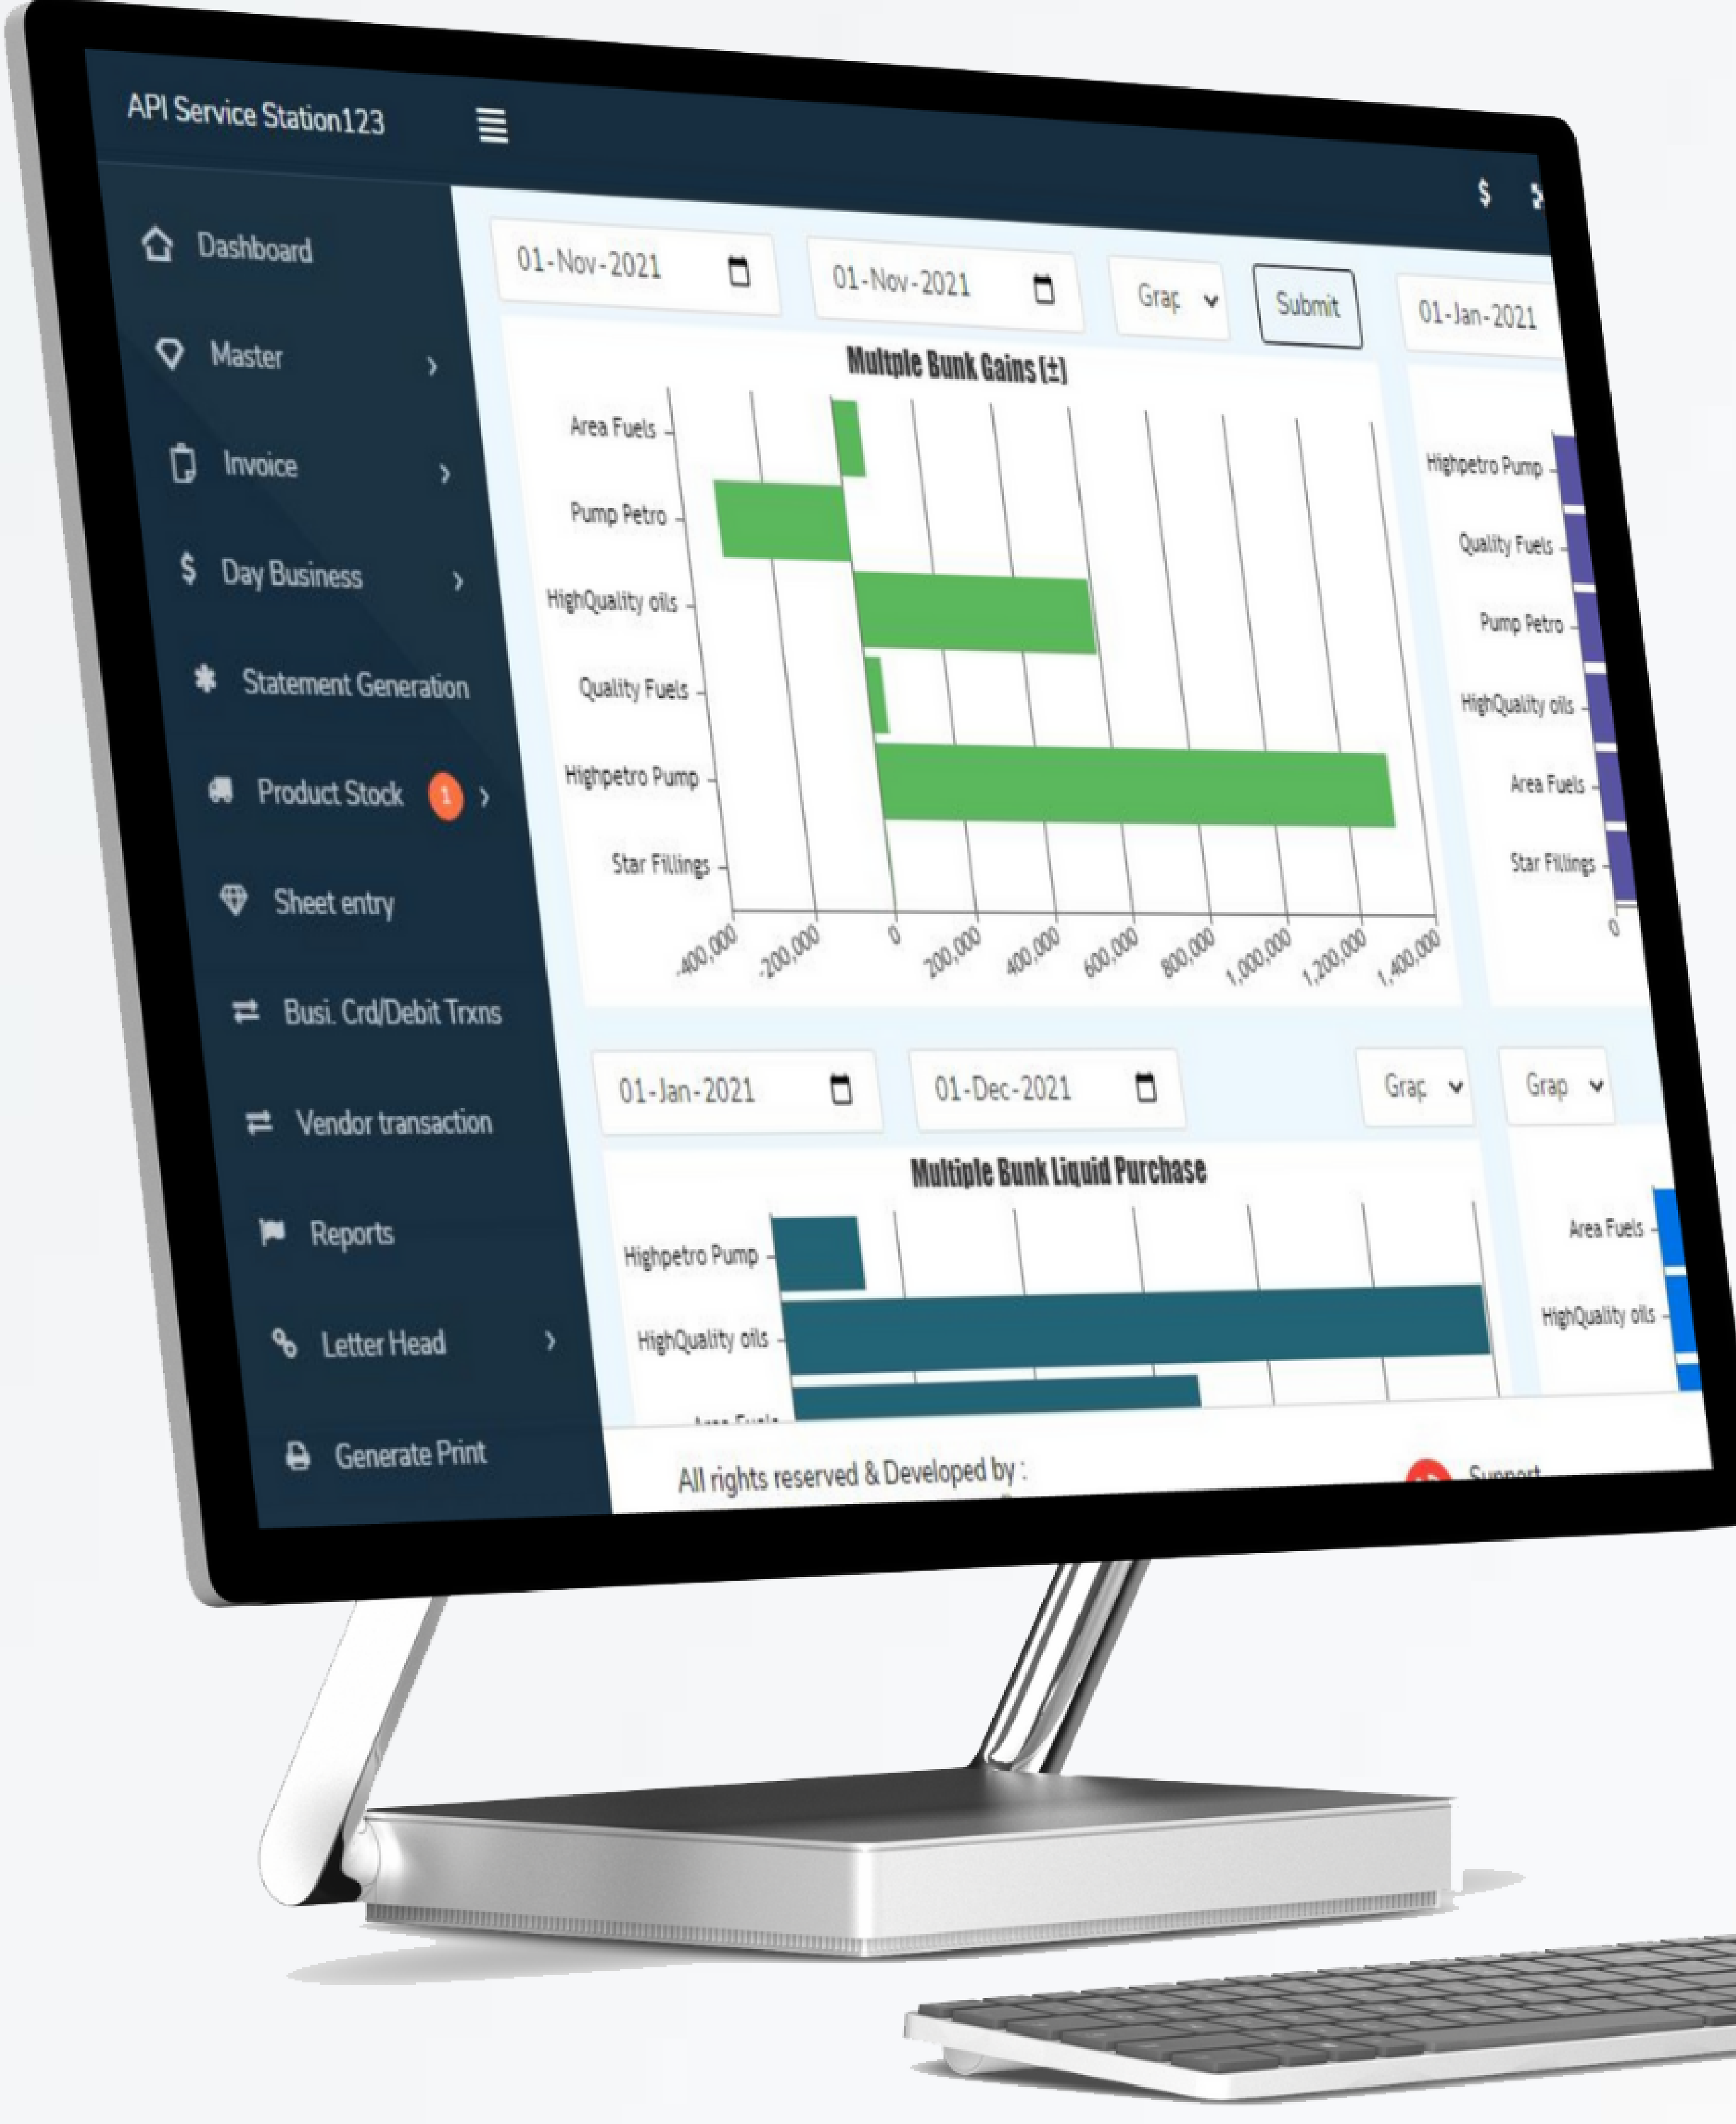 API Service Station123
$
Dashboard
Master
Invoice
$ Day Business
Statement Generation
Product Stock 1
Sheet entry
Busi. Crd/Debit Trxns
Vendor transaction
Reports
Letter Head
Generate Print
01-Nov-2021
01-Nov-2021
Grap
Submit
01-Jan-2021
Multple Bunk Gains (±)
Area Fuels
Pump Petro
HighQuality oils
Quality Fuels
Highpetro Pump
Star Fillings
-400,000
-200,000
0
200,000
400,000
600,000
800,000
1,000,000
1,200,000
1,400,000
Highpetro Pump
Quality Fuels
Pump Petro
HighQuality oils
Area Fuels
Star Fillings
0
01-Jan-2021
01-Dec-2021
Grap
Grap
Multiple Bunk Liquid Purchase
Highpetro Pump
HighQuality oils
Area Fuels
Area Fuels
HighQuality oils
All rights reserved & Developed by :
Support